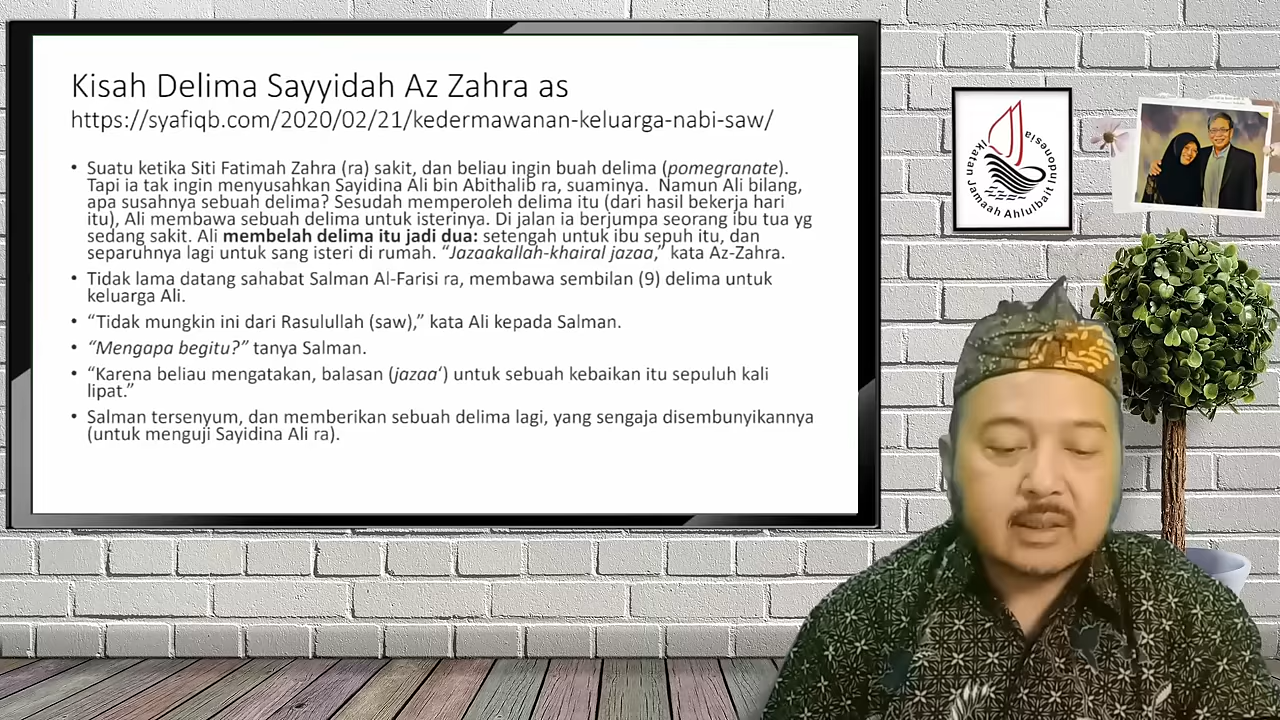 Kisah Delima Sayyidah Az Zahra as
https://syafiqb.com/2020/02/21/kedermawanan-keluarga-nabi-saw/
• Suatu ketika Siti Fatimah Zahra (ra) sakit, dan beliau ingin buah delima (pomegranate).
Tapi ia tak ingin menyusahkan Sayidina Ali bin Abithalib ra, suaminya. Namun Ali bilang,
apa susahnya sebuah delima? Sesudah memperoleh delima itu (dari hasil bekerja hari
itu), Ali membawa sebuah delima untuk isterinya. Di jalan ia berjumpa seorang ibu tua yg
sedang sakit. Ali membelah delima itu jadi dua: setengah untuk ibu sepuh itu, dan
separuhnya lagi untuk sang isteri di rumah. “Jazaakallah-khairal jazaa,” kata Az-Zahra.
• Tidak lama datang sahabat Salman Al-Farisi ra, membawa sembilan (9) delima untuk
keluarga Ali.
• “Tidak mungkin ini dari Rasulullah (saw),” kata Ali kepada Salman.
• “Mengapa begitu?” tanya Salman.
• “Karena beliau mengatakan, balasan (jazaa‘) untuk sebuah kebaikan itu sepuluh kali
lipat.”
• Salman tersenyum, dan memberikan sebuah delima lagi, yang sengaja disembunyikannya
(untuk menguji Sayidina Ali ra).
Ikatan Jamaah Ahlulbait Indonesia